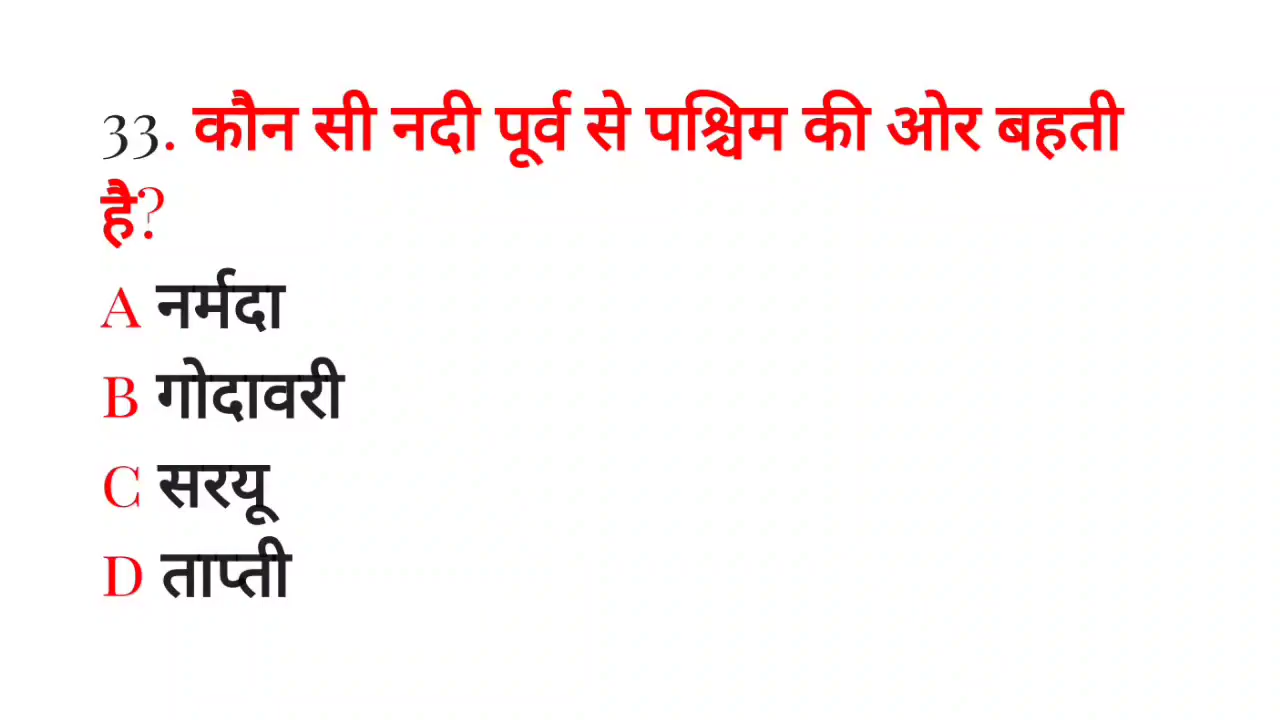 33. कौन सी नदी पूर्व से पश्चिम की ओर बहती
है?
A नर्मदा
B गोदावरी
C सरयू
D ताप्ती